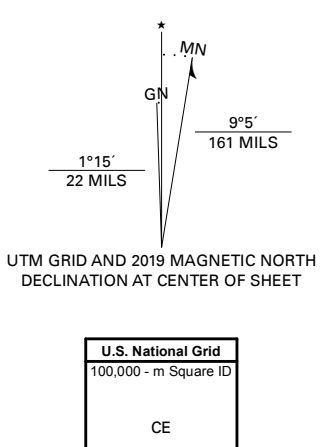 ★
MN
GN
9°5´
161 MILS
1°15´
22 MILS
UTM GRID AND 2019 MAGNETIC NORTH
DECLINATION AT CENTER OF SHEET
U.S. National Grid
100,000 - m Square ID
CE